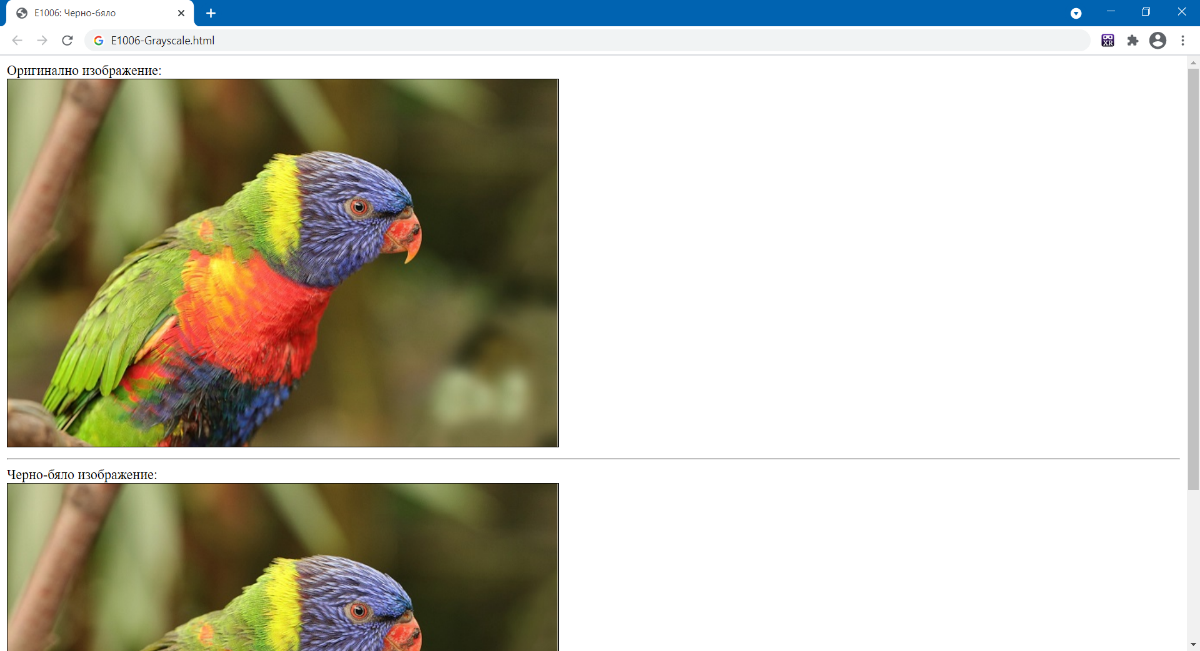 E1006: Черно-бяло
E1006-Grayscale.html
Оригинално изображение:
Черно-бяло изображение: